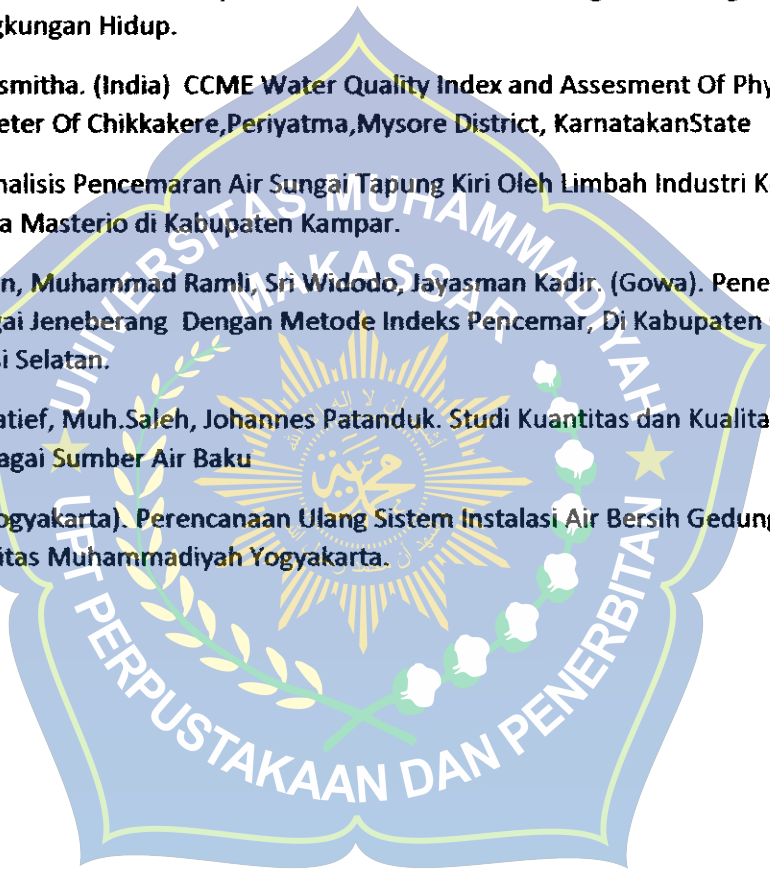 gkungan Hidup.
smitha. (India) CCME Water Quality Index and Assesment Of Phy
eter Of Chikkakere,Periyatma,Mysore District, KarnatakanState
nalisis Pencemaran Air Sungai Tapung Kiri Oleh Limbah Industri K
a Masterio di Kabupaten Kampar.
n, Muhammad Ramli, Sri Widodo, Jayasman Kadir. (Gowa). Pene
gai Jeneberang Dengan Metode Indeks Pencemar, Di Kabupaten
si Selatan.
atief, Muh.Saleh, Johannes Patanduk. Studi Kuantitas dan Kualita
bagai Sumber Air Baku
ogyakarta). Perencanaan Ulang Sistem Instalasi Air Bersih Gedung
itas Muhammadiyah Yogyakarta.
UNIVERSITAS MUHAMMADIYAH
MAKASSAR
UPT PERPUSTAKAAN DAN PENERBITAN